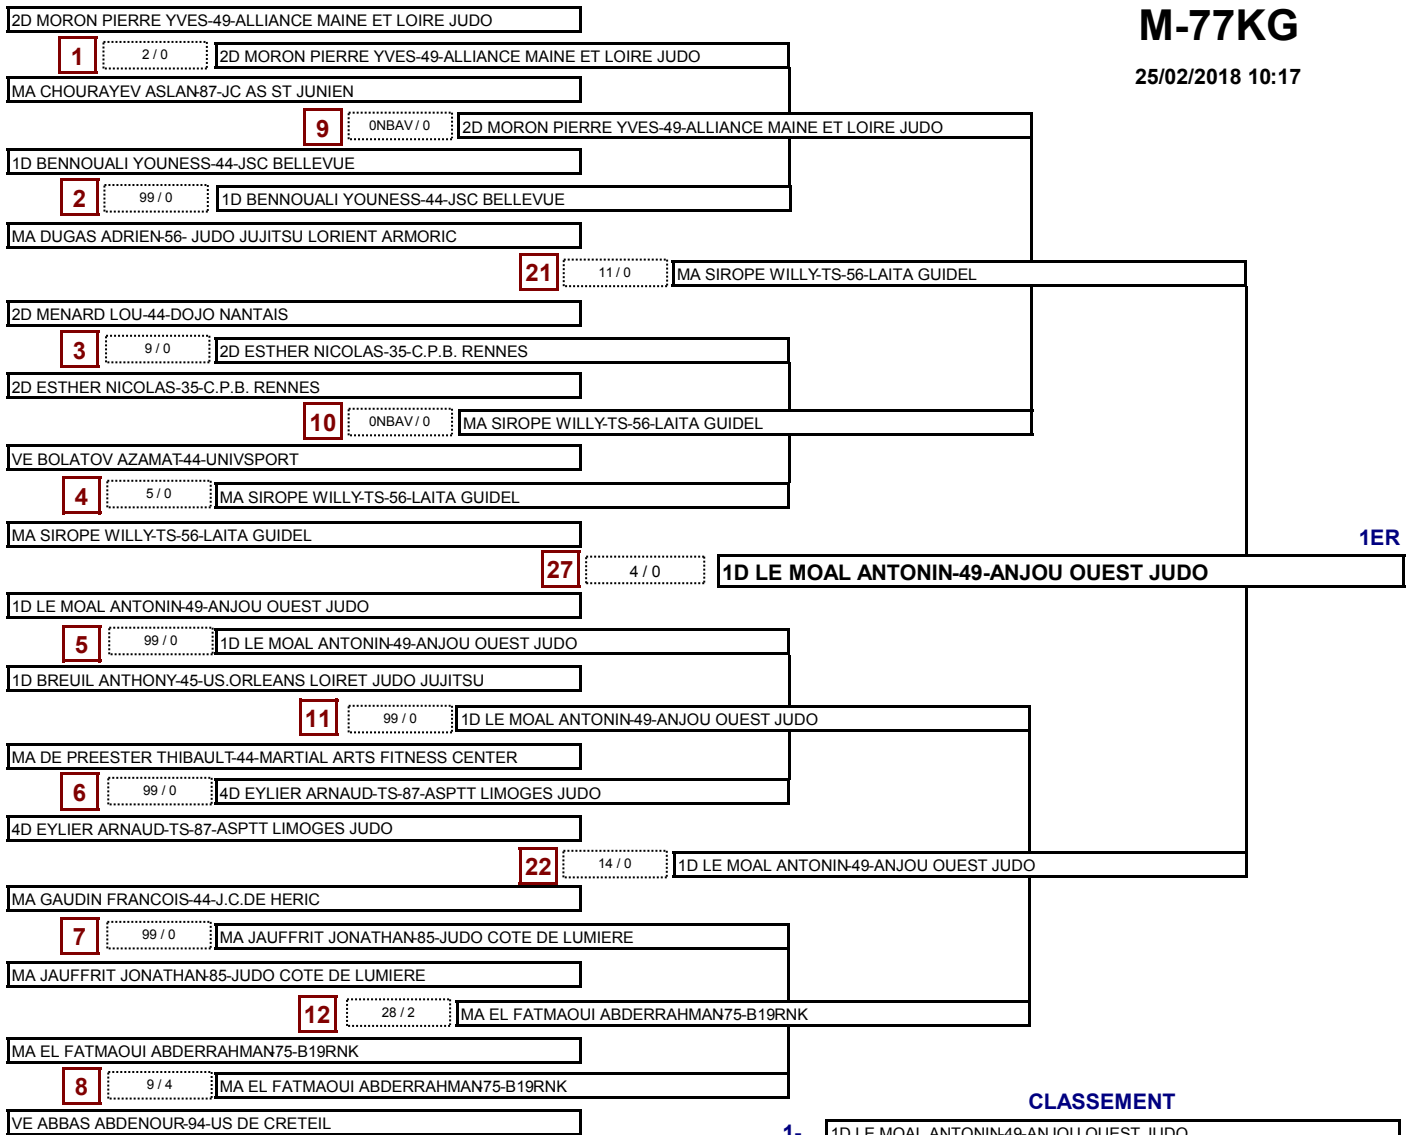 M-77KG
25/02/2018 10:17
2D MORON PIERRE YVES-49-ALLIANCE MAINE ET LOIRE JUDO
1 2 / 0 2D MORON PIERRE YVES-49-ALLIANCE MAINE ET LOIRE JUDO
MA CHOURAYEV ASLAN-87-JC AS ST JUNIEN
9 0NBAV / 0 2D MORON PIERRE YVES-49-ALLIANCE MAINE ET LOIRE JUDO
1D BENNOUALI YOUNESS-44-JSC BELLEVUE
2 99 / 0 1D BENNOUALI YOUNESS-44-JSC BELLEVUE
MA DUGAS ADRIEN-56- JUDO JUJITSU LORIENT ARMORIC
21 11 / 0 MA SIROPE WILLY-TS-56-LAITA GUIDEL
2D MENARD LOU-44-DOJO NANTAIS
3 9 / 0 2D ESTHER NICOLAS-35-C.P.B. RENNES
2D ESTHER NICOLAS-35-C.P.B. RENNES
10 0NBAV / 0 MA SIROPE WILLY-TS-56-LAITA GUIDEL
VE BOLATOV AZAMAT-44-UNIVSPORT
4 5 / 0 MA SIROPE WILLY-TS-56-LAITA GUIDEL
MA SIROPE WILLY-TS-56-LAITA GUIDEL
1ER
27 4 / 0 1D LE MOAL ANTONIN-49-ANJOU OUEST JUDO
1D LE MOAL ANTONIN-49-ANJOU OUEST JUDO
5 99 / 0 1D LE MOAL ANTONIN-49-ANJOU OUEST JUDO
1D BREUIL ANTHONY-45-US.ORLEANS LOIRET JUDO JUJITSU
11 99 / 0 1D LE MOAL ANTONIN-49-ANJOU OUEST JUDO
MA DE PREESTER THIBAULT-44-MARTIAL ARTS FITNESS CENTER
6 99 / 0 4D EYLIER ARNAUD-TS-87-ASPTT LIMOGES JUDO
4D EYLIER ARNAUD-TS-87-ASPTT LIMOGES JUDO
22 14 / 0 1D LE MOAL ANTONIN-49-ANJOU OUEST JUDO
MA GAUDIN FRANCOIS-44-J.C.DE HERIC
7 99 / 0 MA JAUFFRIT JONATHAN-85-JUDO COTE DE LUMIERE
MA JAUFFRIT JONATHAN-85-JUDO COTE DE LUMIERE
12 28 / 2 MA EL FATMAOUI ABDERRAHMAN-75-B19RNK
MA EL FATMAOUI ABDERRAHMAN-75-B19RNK
8 9 / 4 MA EL FATMAOUI ABDERRAHMAN-75-B19RNK
VE ABBAS ABDENOUR-94-US DE CRETEIL
CLASSEMENT
1- 1D LE MOAL ANTONIN-49-ANJOU OUEST JUDO